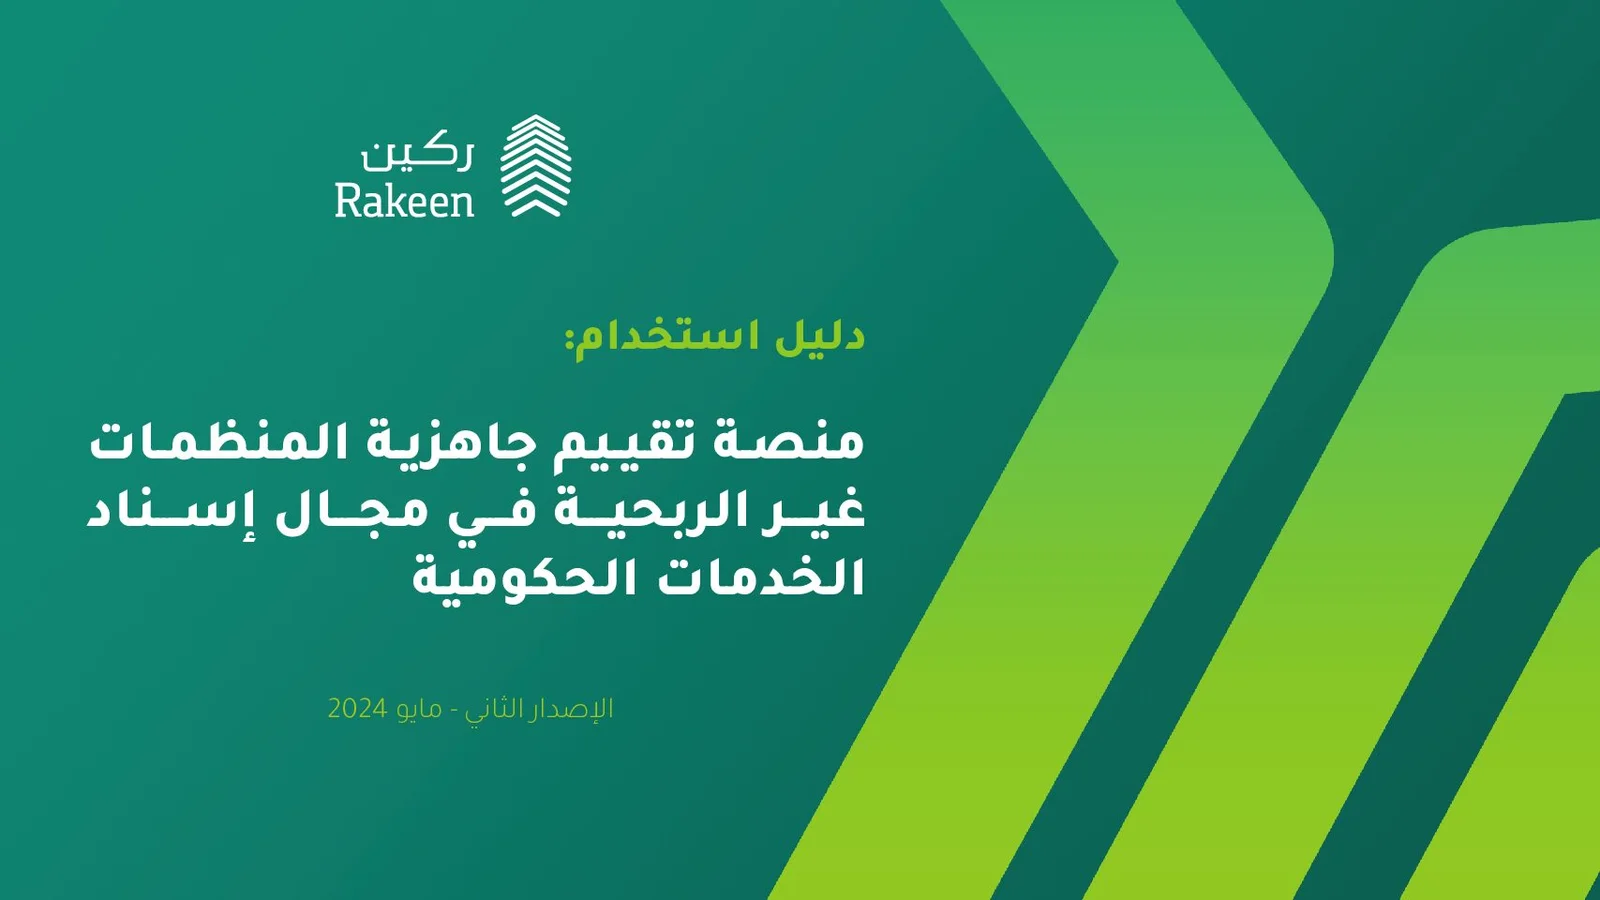 ركين
Rakeen
دليل استخدام:
منصة تقييم جاهزية المنظمات
غير الربحية في مجال إسناد
الخدمات الحكومية
الإصدار الثاني - مايو 2024